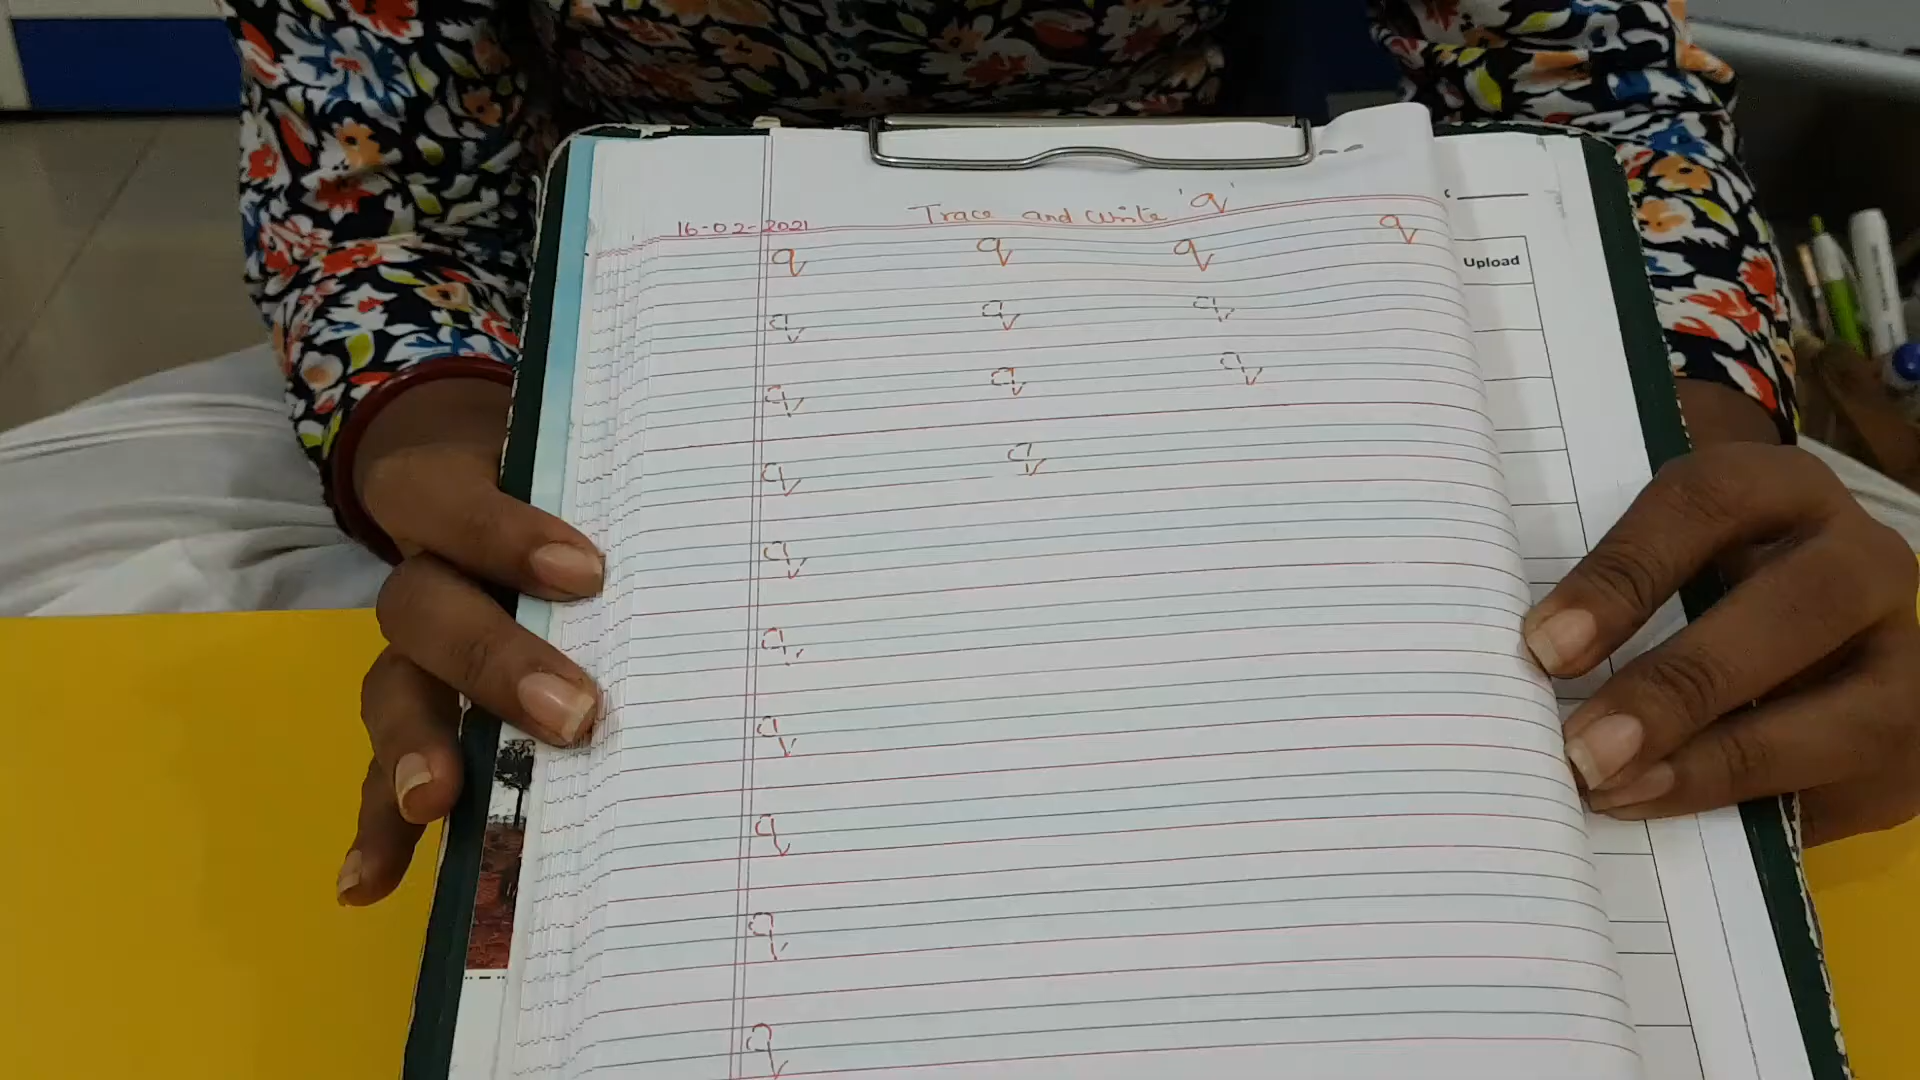 Trace and write 'q'
16-02-2021
q q q q
Upload
q q q
q q q
q q
q
q
q
q
q
q